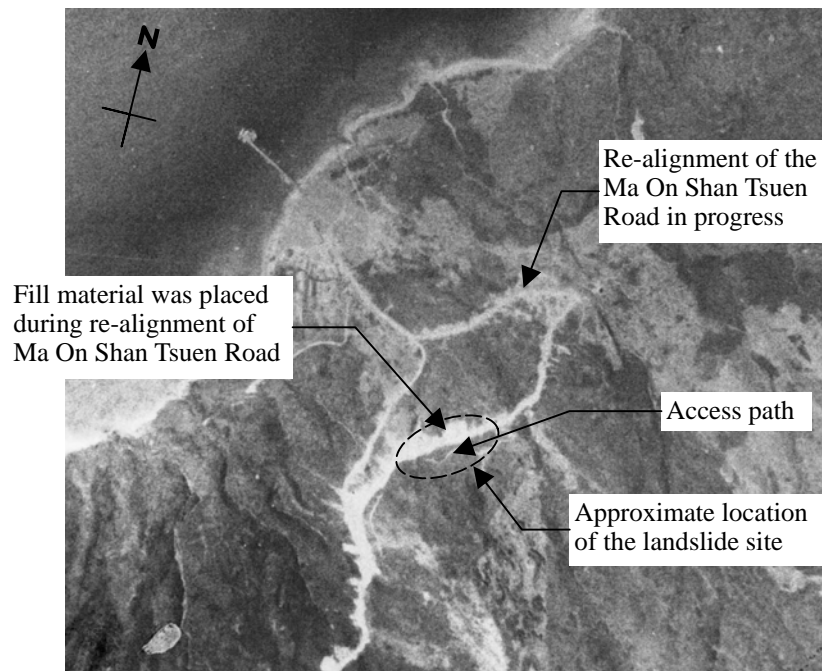 N
Re-alignment of the
Ma On Shan Tsuen
Road in progress
Fill material was placed
during re-alignment of
Ma On Shan Tsuen Road
Access path
Approximate location
of the landslide site